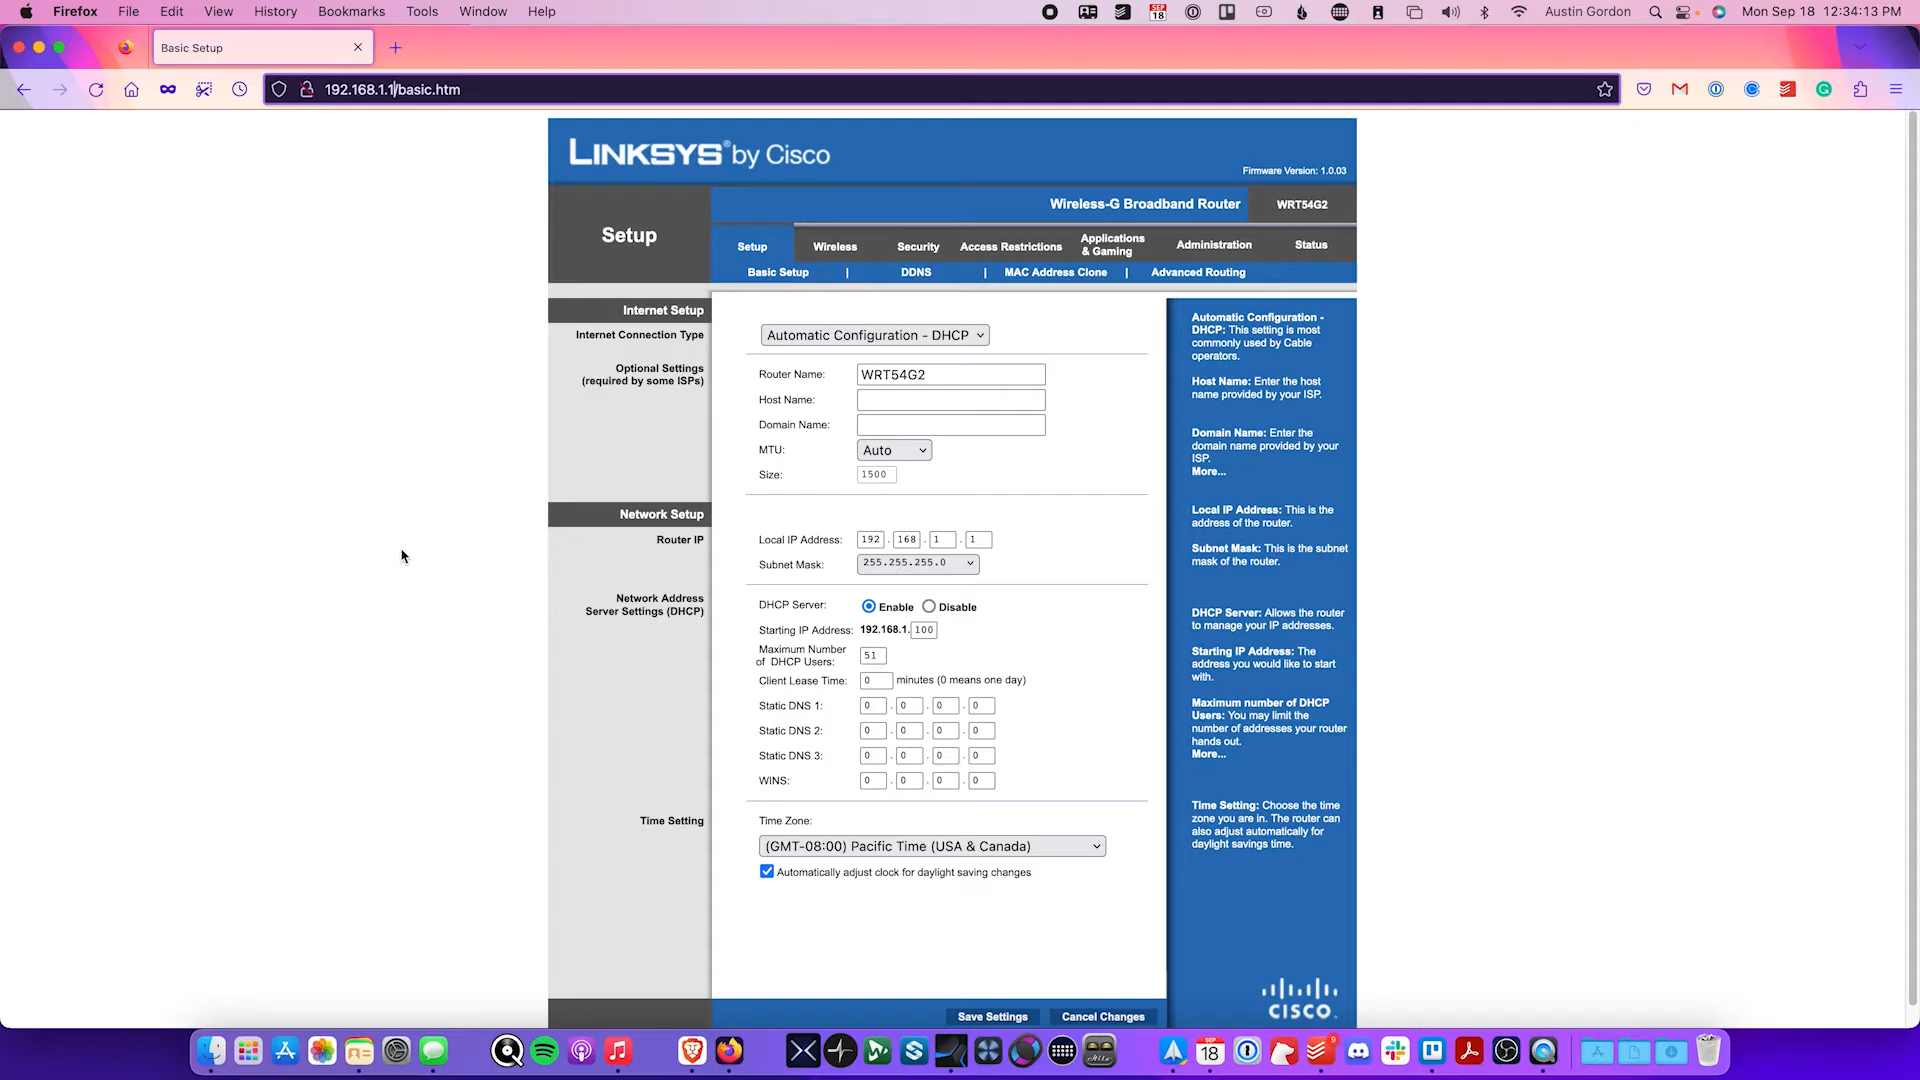 Firefox File Edit View History Bookmarks Tools Window Help
SEP 18
Austin Gordon
Mon Sep 18 12:34:13 PM
Basic Setup
192.168.1.1/basic.htm
LINKSYS® by Cisco
Firmware Version: 1.0.03
Wireless-G Broadband Router WRT54G2
Setup
Setup Wireless Security Access Restrictions Applications & Gaming Administration Status
Basic Setup | DDNS | MAC Address Clone | Advanced Routing
Internet Setup
Internet Connection Type
Automatic Configuration - DHCP
Optional Settings
(required by some ISPs)
Router Name: WRT54G2
Host Name:
Domain Name:
MTU: Auto
Size: 1500
Network Setup
Router IP
Local IP Address: 192 . 168 . 1 . 1
Subnet Mask: 255.255.255.0
Network Address
Server Settings (DHCP)
DHCP Server: Enable Disable
Starting IP Address: 192.168.1. 100
Maximum Number
of DHCP Users: 51
Client Lease Time: 0 minutes (0 means one day)
Static DNS 1: 0 . 0 . 0 . 0
Static DNS 2: 0 . 0 . 0 . 0
Static DNS 3: 0 . 0 . 0 . 0
WINS: 0 . 0 . 0 . 0
Time Setting
Time Zone:
(GMT-08:00) Pacific Time (USA & Canada)
Automatically adjust clock for daylight saving changes
Automatic Configuration -
DHCP: This setting is most
commonly used by Cable
operators.
Host Name: Enter the host
name provided by your ISP.
Domain Name: Enter the
domain name provided by your
ISP.
More...
Local IP Address: This is the
address of the router.
Subnet Mask: This is the subnet
mask of the router.
DHCP Server: Allows the router
to manage your IP addresses.
Starting IP Address: The
address you would like to start
with.
Maximum number of DHCP
Users: You may limit the
number of addresses your router
hands out.
More...
Time Setting: Choose the time
zone you are in. The router can
also adjust automatically for
daylight savings time.
CISCO
Save Settings Cancel Changes
SEP 18
9